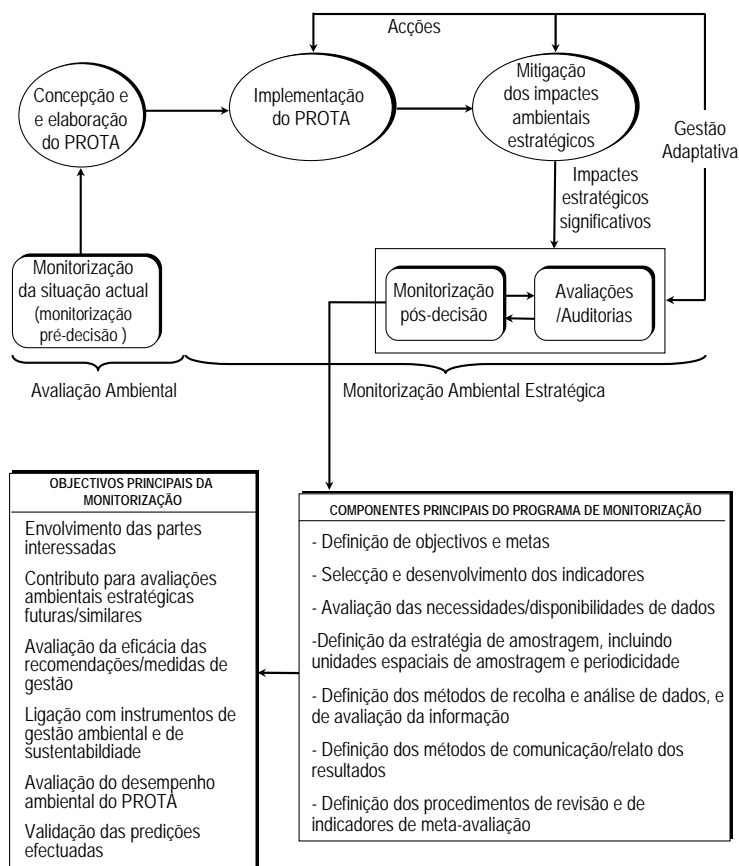 Acções
Concepção e
e elaboração
do PROTA
Implementação
do PROTA
Mitigação
dos impactes
ambientais
estratégicos
Gestão
Adaptativa
Impactes
estratégicos
significativos
Monitorização
da situação actual
(monitorização
pré-decisão )
Monitorização
pós-decisão
Avaliações
/Auditorias
Avaliação Ambiental
Monitorização Ambiental Estratégica
OBJECTIVOS PRINCIPAIS DA
MONITORIZAÇÃO
Envolvimento das partes
interessadas
Contributo para avaliações
ambientais estratégicas
futuras/similares
Avaliação da eficácia das
recomendações/medidas de
gestão
Ligação com instrumentos de
gestão ambiental e de
sustentabildiade
Avaliação do desempenho
ambiental do PROTA
Validação das predições
efectuadas
COMPONENTES PRINCIPAIS DO PROGRAMA DE MONITORIZAÇÃO
- Definição de objectivos e metas
- Selecção e desenvolvimento dos indicadores
- Avaliação das necessidades/disponibilidades de dados
-Definição da estratégia de amostragem, incluindo
unidades espaciais de amostragem e periodicidade
- Definição dos métodos de recolha e análise de dados, e
de avaliação da informação
- Definição dos métodos de comunicação/relato dos
resultados
- Definição dos procedimentos de revisão e de
indicadores de meta-avaliação